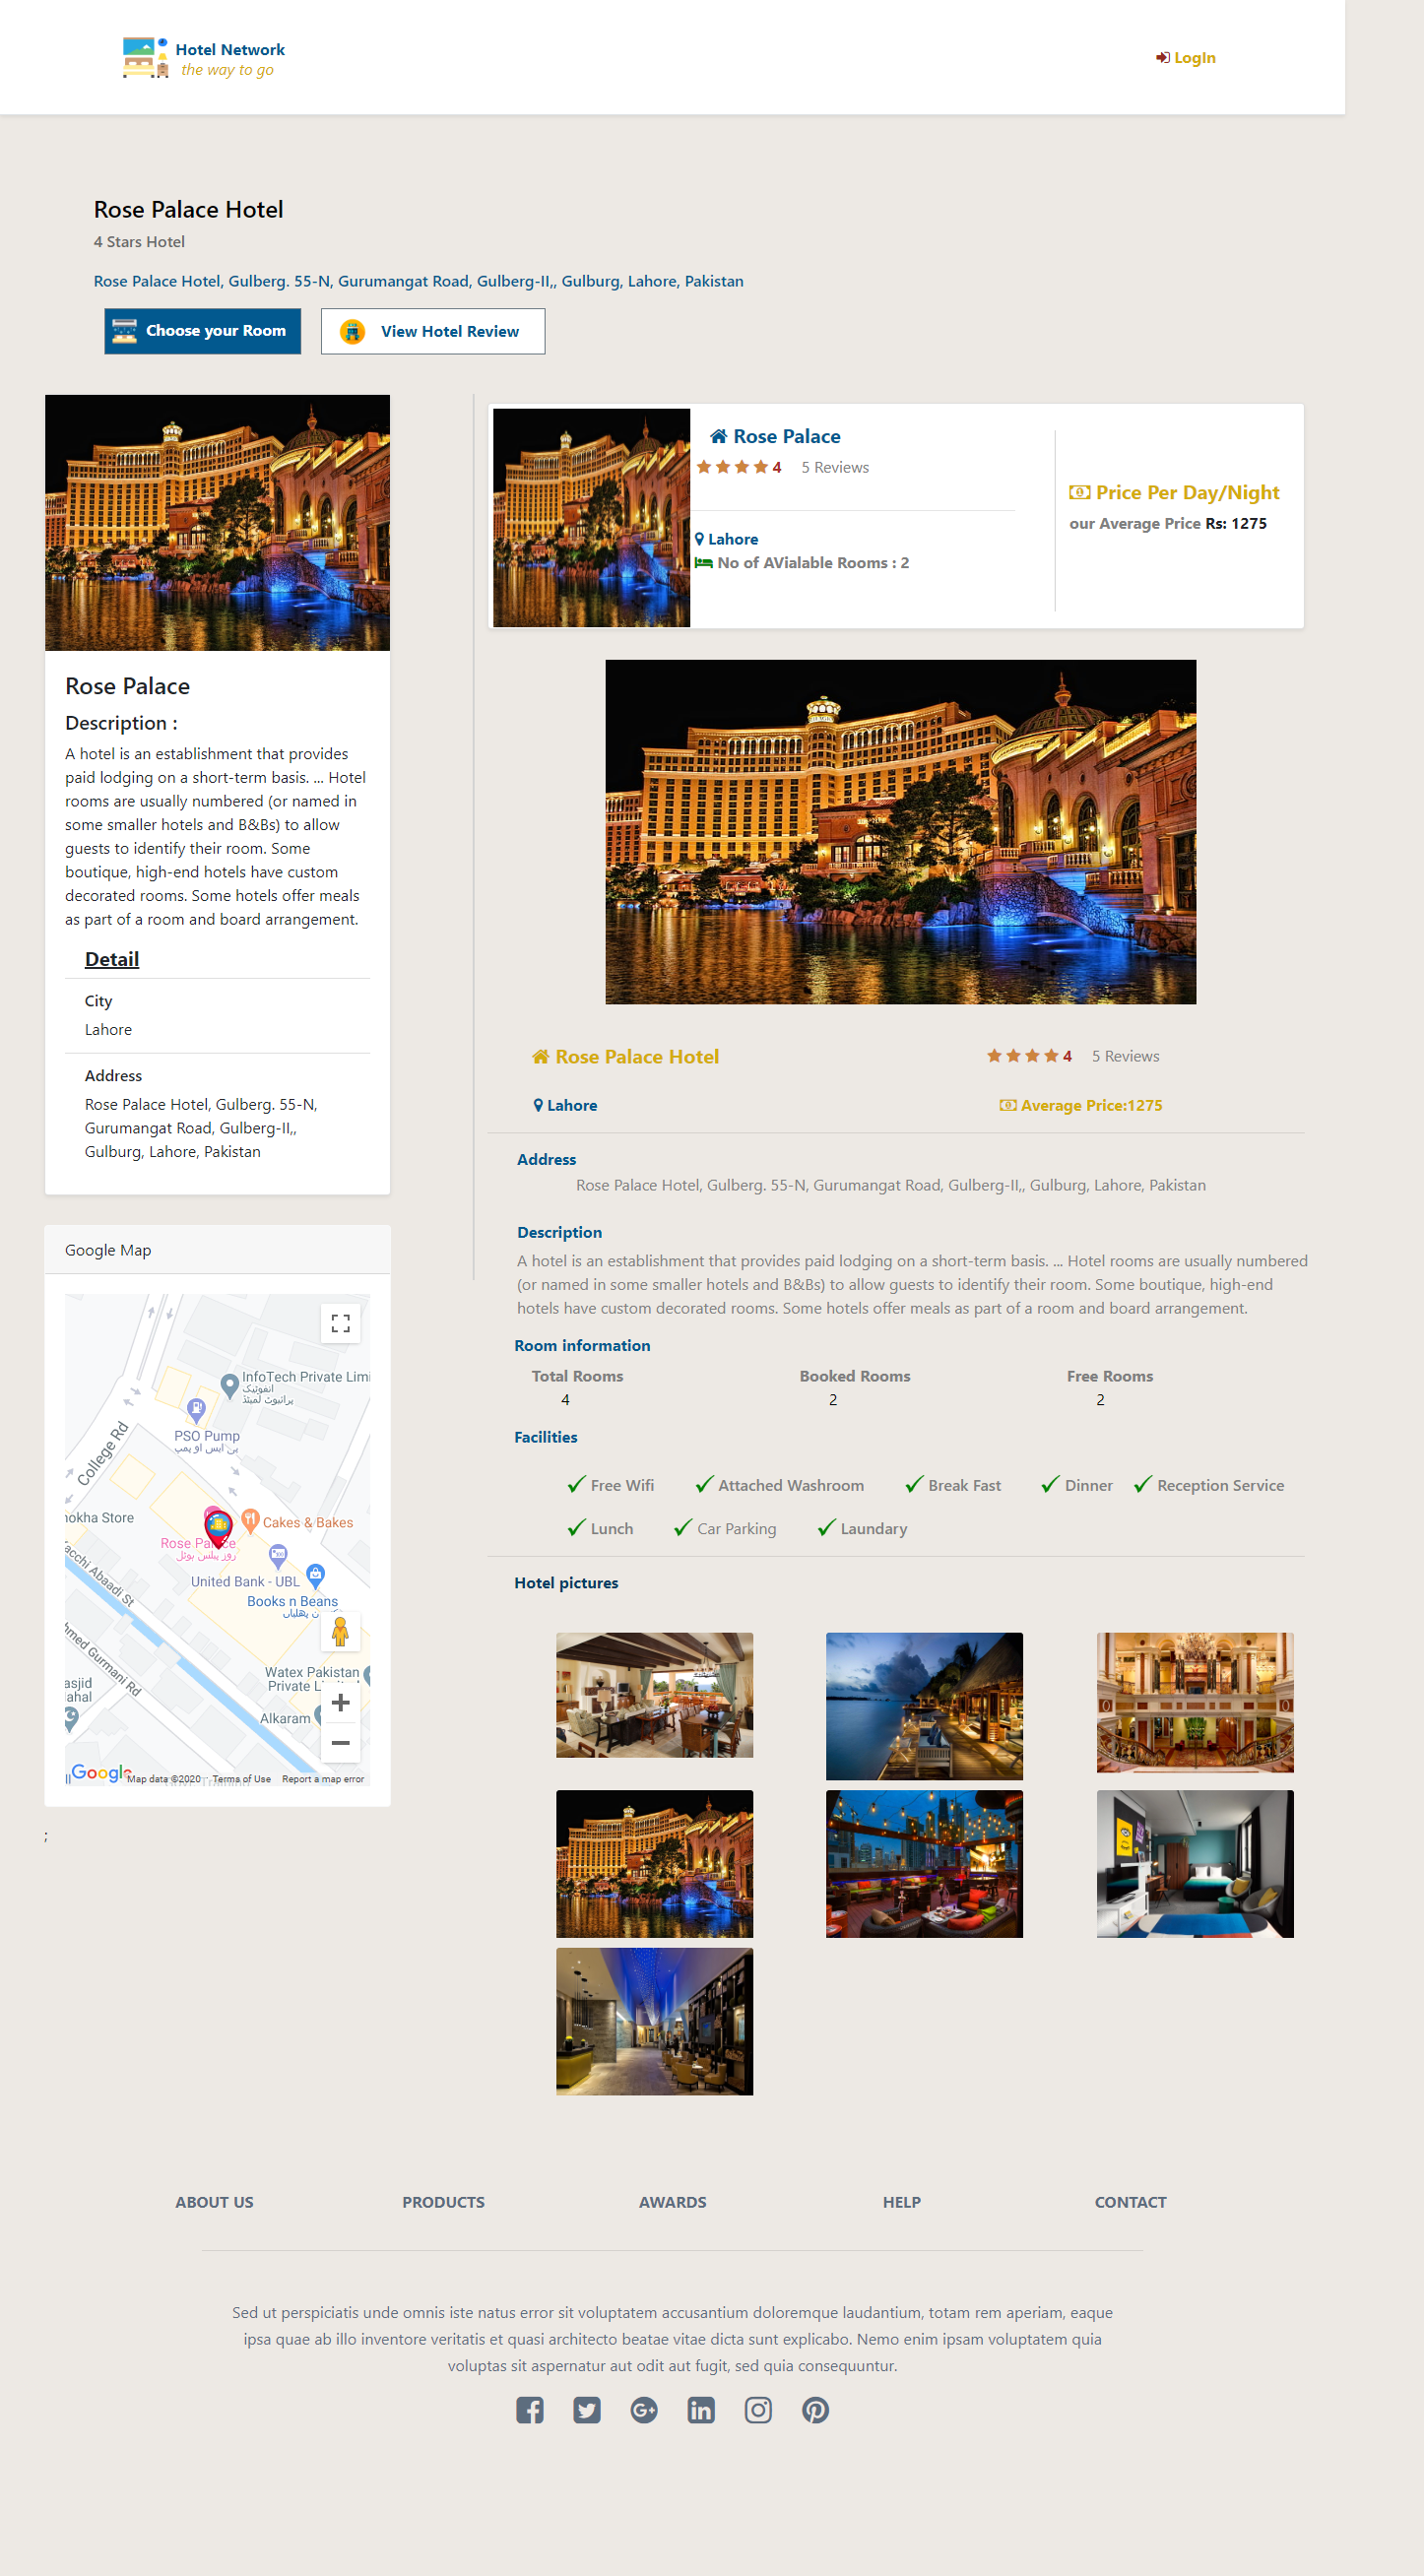 Hotel Network
the way to go
LogIn
Rose Palace Hotel
4 Stars Hotel
Rose Palace Hotel, Gulberg. 55-N, Gurumangat Road, Gulberg-II,, Gulburg, Lahore, Pakistan
Choose your Room
View Hotel Review
Rose Palace
Description :
A hotel is an establishment that provides
paid lodging on a short-term basis. ... Hotel
rooms are usually numbered (or named in
some smaller hotels and B&Bs) to allow
guests to identify their room. Some
boutique, high-end hotels have custom
decorated rooms. Some hotels offer meals
as part of a room and board arrangement.
Detail
City
Lahore
Address
Rose Palace Hotel, Gulberg. 55-N,
Gurumangat Road, Gulberg-II,,
Gulburg, Lahore, Pakistan
Google Map
InfoTech Private Limi
انفوٹیک
پرائیوٹ لمیٹڈ
PSO Pump
پی ایس او پمپ
College Rd
nokha Store
Cakes & Bakes
Rose Palace
روز پیلس ہوٹل
United Bank - UBL
Books n Beans
acchi Abaadi St
hmed Gurmani Rd
Watex Pakistan
Private Limited
asjid
ahal
Alkaram
Google
Map data ©2020
Terms of Use
Report a map error
;
Rose Palace
4 5 Reviews
Lahore
No of AVialable Rooms : 2
Price Per Day/Night
our Average Price Rs: 1275
Rose Palace Hotel
4 5 Reviews
Lahore
Average Price:1275
Address
Rose Palace Hotel, Gulberg. 55-N, Gurumangat Road, Gulberg-II,, Gulburg, Lahore, Pakistan
Description
A hotel is an establishment that provides paid lodging on a short-term basis. ... Hotel rooms are usually numbered
(or named in some smaller hotels and B&Bs) to allow guests to identify their room. Some boutique, high-end
hotels have custom decorated rooms. Some hotels offer meals as part of a room and board arrangement.
Room information
Total Rooms Booked Rooms Free Rooms
4 2 2
Facilities
Free Wifi Attached Washroom Break Fast Dinner Reception Service
Lunch Car Parking Laundary
Hotel pictures
ABOUT US PRODUCTS AWARDS HELP CONTACT
Sed ut perspiciatis unde omnis iste natus error sit voluptatem accusantium doloremque laudantium, totam rem aperiam, eaque
ipsa quae ab illo inventore veritatis et quasi architecto beatae vitae dicta sunt explicabo. Nemo enim ipsam voluptatem quia
voluptas sit aspernatur aut odit aut fugit, sed quia consequuntur.